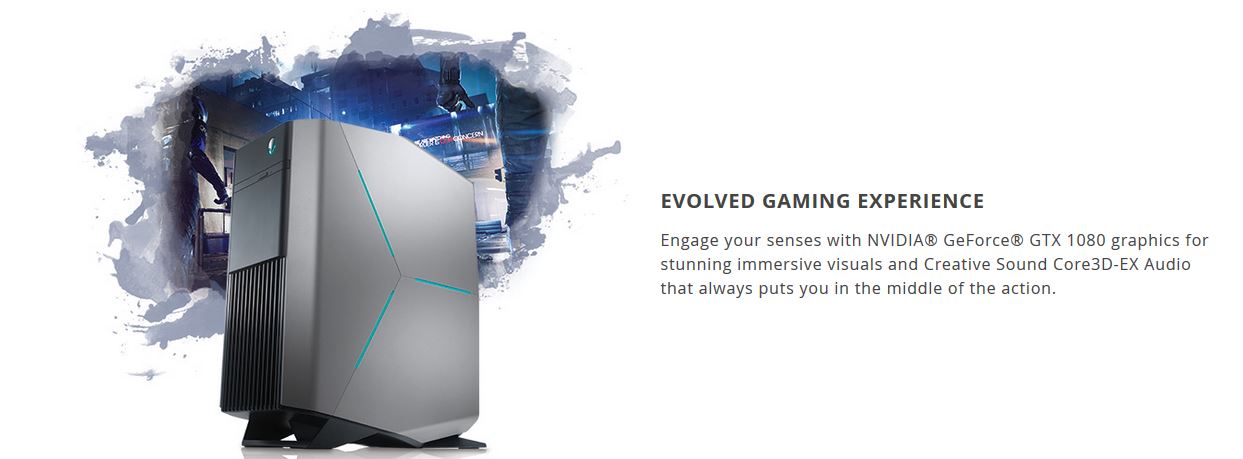 CONCERN
EVOLVED GAMING EXPERIENCE
Engage your senses with NVIDIA® GeForce® GTX 1080 graphics for
stunning immersive visuals and Creative Sound Core3D-EX Audio
that always puts you in the middle of the action.